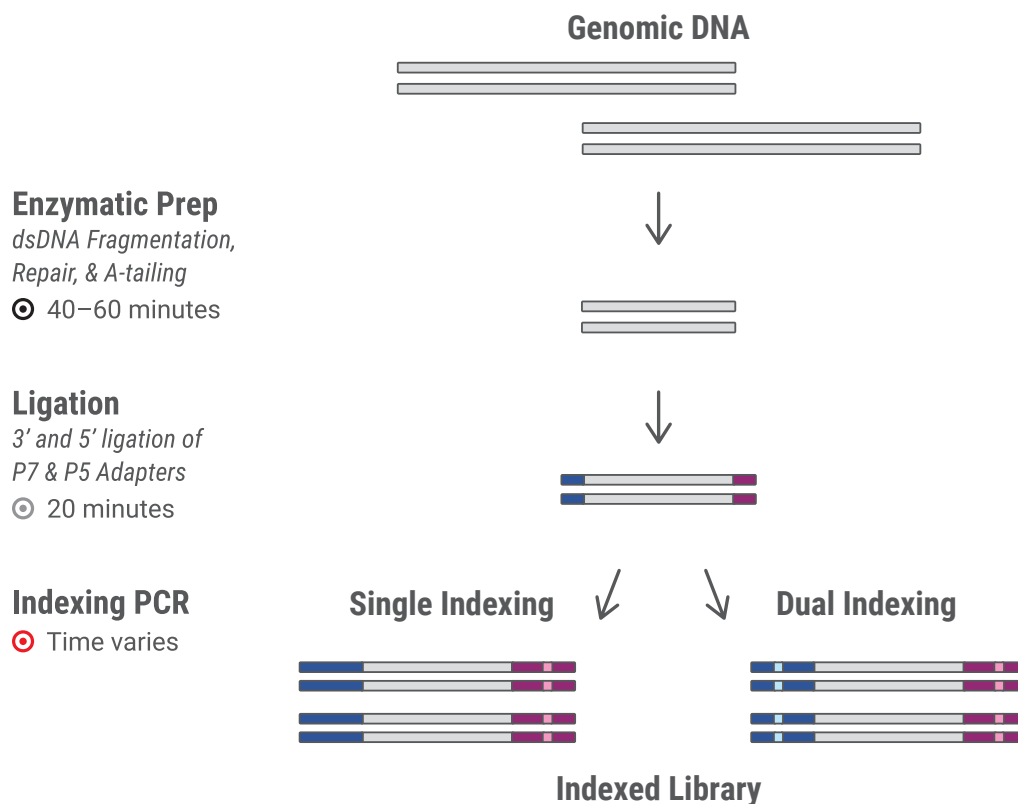 Genomic DNA
Enzymatic Prep
dsDNA Fragmentation,
Repair, & A-tailing
40–60 minutes
Ligation
3’ and 5’ ligation of
P7 & P5 Adapters
20 minutes
Indexing PCR
Time varies
Single Indexing
Dual Indexing
Indexed Library